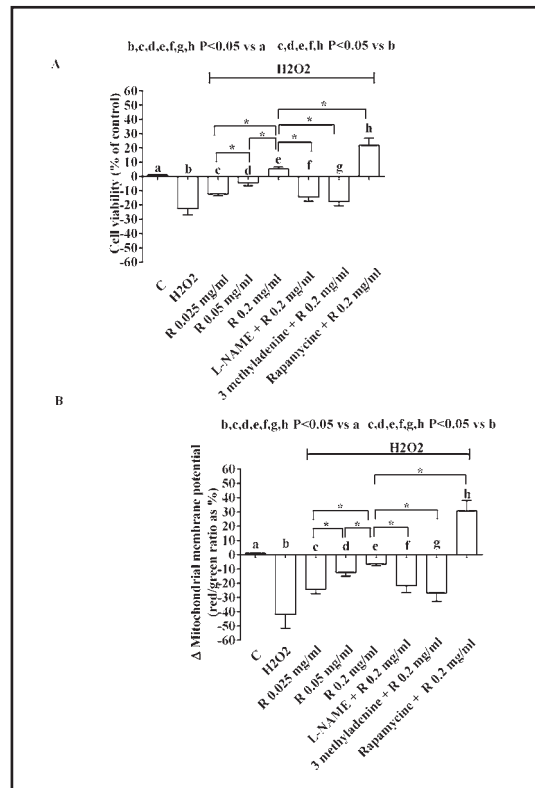 b,c,d,e,f,g,h P<0.05 vs a c,d,e,f,h P<0.05 vs b
A
H2O2
Cell viability (% of control)
60
50
40
30
20
10
0
-10
-20
-30
-40
-50
-60
a
b
c
d
e
f
g
h
*
*
*
*
*
*
C
H2O2
R 0.025 mg/ml
R 0.05 mg/ml
R 0.2 mg/ml
L-NAME + R 0.2 mg/ml
3 methyladenine + R 0.2 mg/ml
Rapamycine + R 0.2 mg/ml
B
b,c,d,e,f,g,h P<0.05 vs a c,d,e,f,g,h P<0.05 vs b
H2O2
Δ Mitochondrial membrane potential
(red/green ratio as %)
60
50
40
30
20
10
0
-10
-20
-30
-40
-50
-60
a
b
c
d
e
f
g
h
*
*
*
*
*
*
C
H2O2
R 0.025 mg/ml
R 0.05 mg/ml
R 0.2 mg/ml
L-NAME + R 0.2 mg/ml
3 methyladenine + R 0.2 mg/ml
Rapamycine + R 0.2 mg/ml